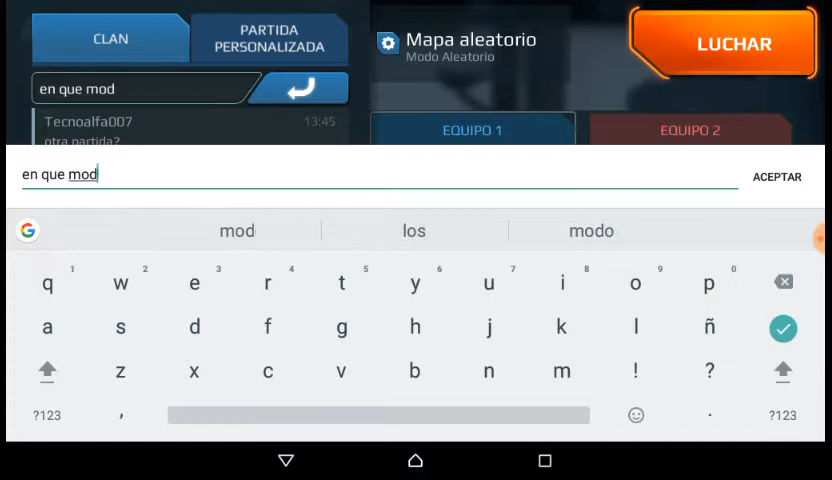 CLAN
PARTIDA
PERSONALIZADA
Mapa aleatorio
Modo Aleatorio
LUCHAR
en que mod
Tecnoalfa007 13:45
otra partida?
EQUIPO 1
EQUIPO 2
en que mod
ACEPTAR
G
mod los modo
1 2 3 4 5 6 7 8 9 0
q w e r t y u i o p
a s d f g h j k l ñ
z x c v b n m ! ?
?123 , . ?123